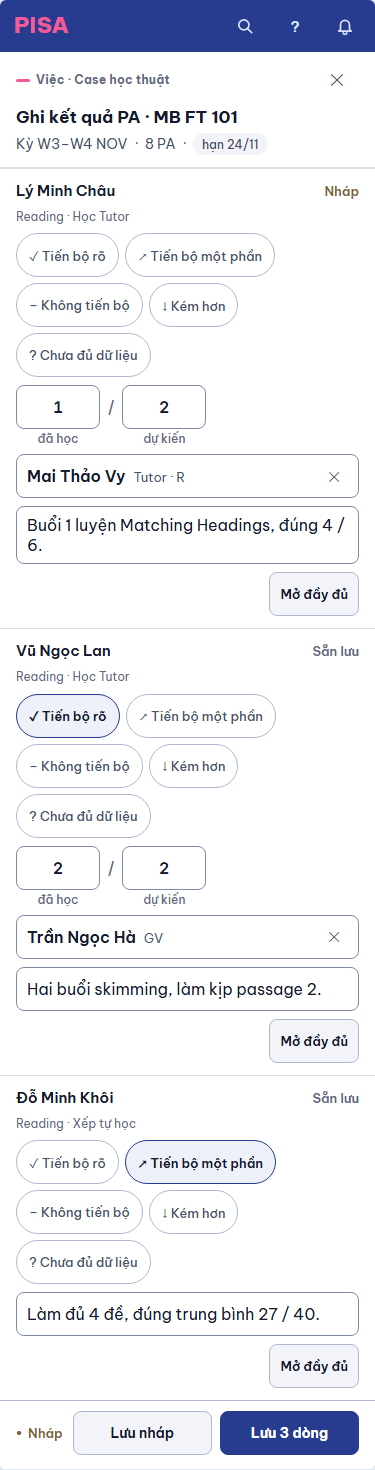 PISA
?
Việc · Case học thuật
Ghi kết quả PA · MB FT 101
Kỳ W3–W4 NOV · 8 PA · hạn 24/11
Lý Minh Châu Nháp
Reading · Học Tutor
✓ Tiến bộ rõ ↗ Tiến bộ một phần
– Không tiến bộ ↓ Kém hơn
? Chưa đủ dữ liệu
1 / 2
đã học dự kiến
Mai Thảo Vy Tutor · R
Buổi 1 luyện Matching Headings, đúng 4 /
6.
Mở đầy đủ
Vũ Ngọc Lan Sẵn lưu
Reading · Học Tutor
✓ Tiến bộ rõ ↗ Tiến bộ một phần
– Không tiến bộ ↓ Kém hơn
? Chưa đủ dữ liệu
2 / 2
đã học dự kiến
Trần Ngọc Hà GV
Hai buổi skimming, làm kịp passage 2.
Mở đầy đủ
Đỗ Minh Khôi Sẵn lưu
Reading · Xếp tự học
✓ Tiến bộ rõ ↗ Tiến bộ một phần
– Không tiến bộ ↓ Kém hơn
? Chưa đủ dữ liệu
Làm đủ 4 đề, đúng trung bình 27 / 40.
Mở đầy đủ
• Nháp Lưu nháp Lưu 3 dòng